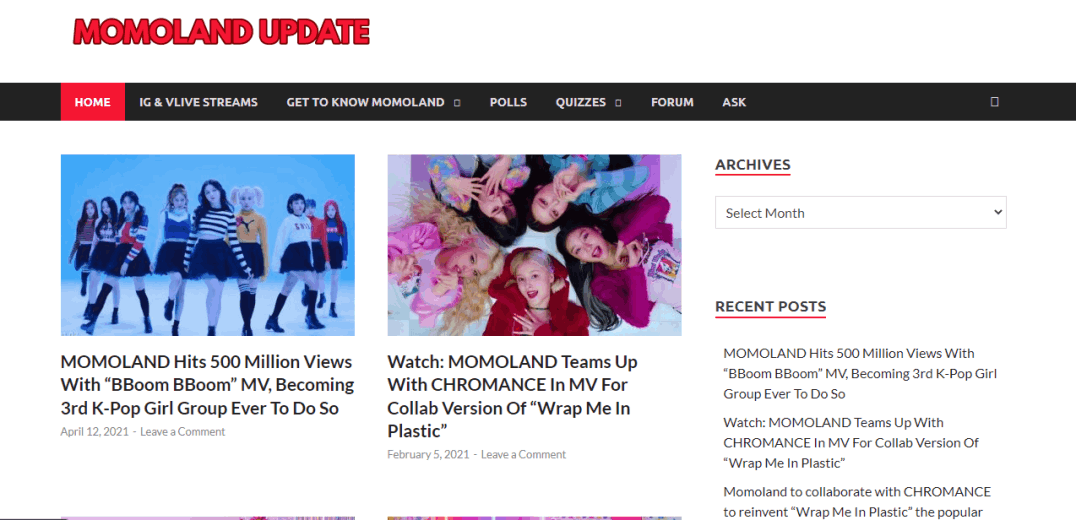 MOMOLAND UPDATE
HOME
IG & VLIVE STREAMS
GET TO KNOW MOMOLAND
POLLS
QUIZZES
FORUM
ASK
MOMOLAND Hits 500 Million Views
With “BBoom BBoom” MV, Becoming
3rd K-Pop Girl Group Ever To Do So
April 12, 2021 - Leave a Comment
Watch: MOMOLAND Teams Up
With CHROMANCE In MV For
Collab Version Of “Wrap Me In
Plastic”
February 5, 2021 - Leave a Comment
ARCHIVES
Select Month
RECENT POSTS
MOMOLAND Hits 500 Million Views With
“BBoom BBoom” MV, Becoming 3rd K-Pop Girl
Group Ever To Do So
Watch: MOMOLAND Teams Up With
CHROMANCE In MV For Collab Version Of
“Wrap Me In Plastic”
Momoland to collaborate with CHROMANCE
to reinvent “Wrap Me In Plastic” the popular